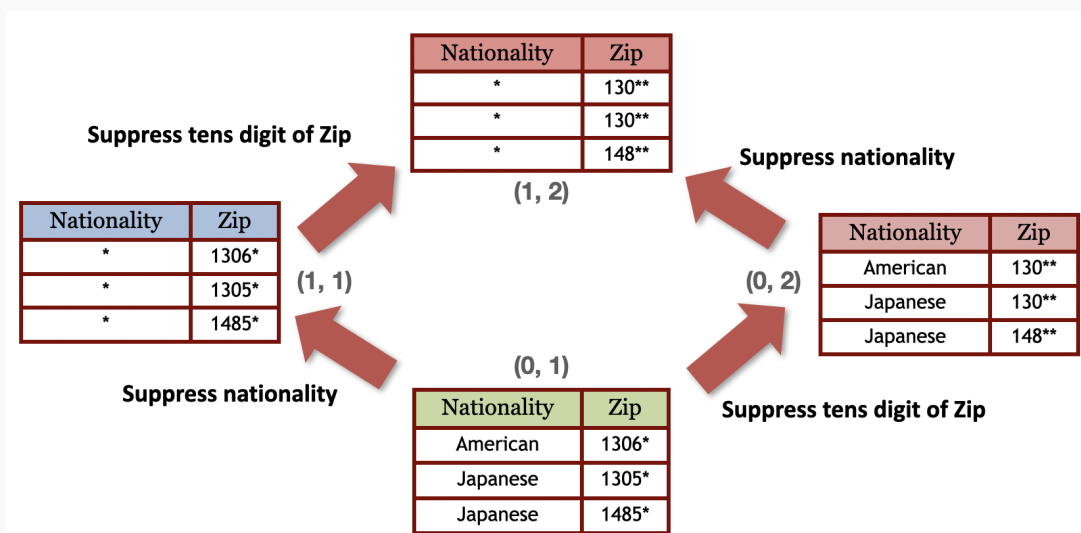 Nationality Zip
* 130**
* 130**
* 148**
(1, 2)
Suppress tens digit of Zip
Suppress nationality
Nationality Zip
* 1306*
* 1305*
* 1485*
(1, 1)
(0, 2)
Nationality Zip
American 130**
Japanese 130**
Japanese 148**
Suppress nationality
(0, 1)
Suppress tens digit of Zip
Nationality Zip
American 1306*
Japanese 1305*
Japanese 1485*